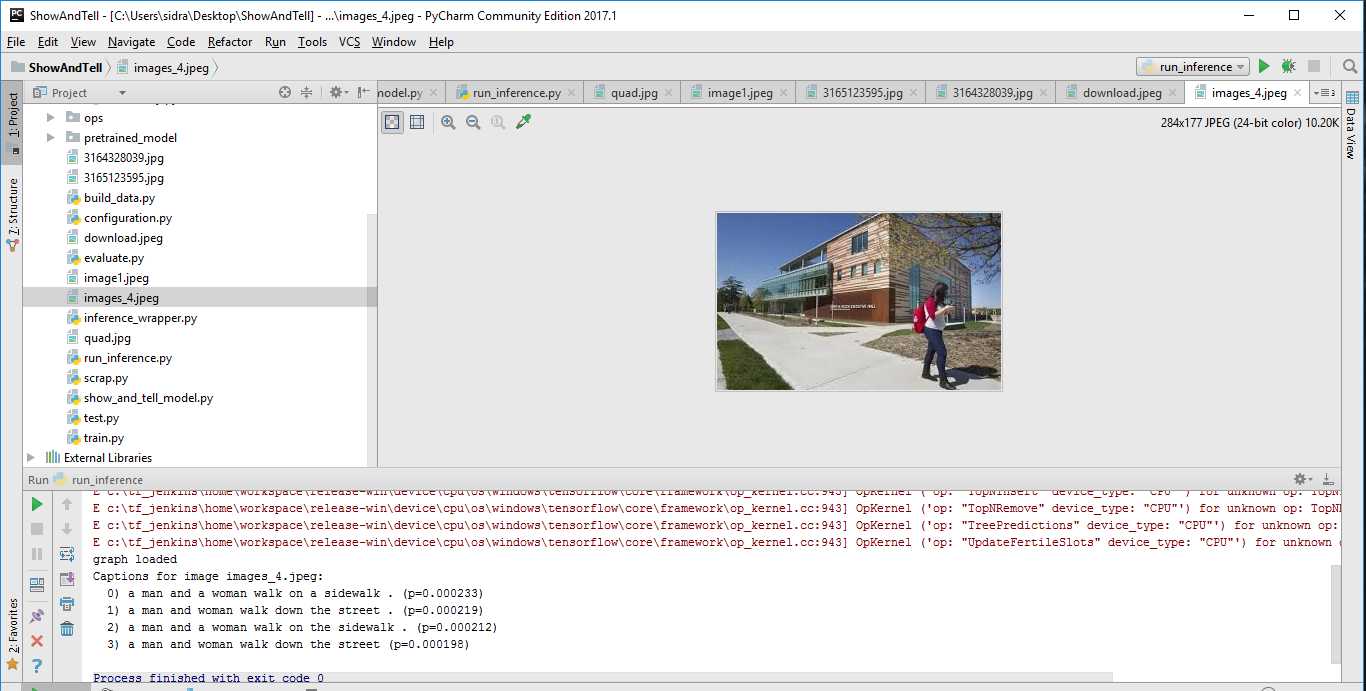 ShowAndTell - [C:\Users\sidra\Desktop\ShowAndTell] - ...\images_4.jpeg - PyCharm Community Edition 2017.1
File Edit View Navigate Code Refactor Run Tools VCS Window Help
ShowAndTell images_4.jpeg run_inference
Project nodel.py run_inference.py quad.jpg image1.jpeg 3165123595.jpg 3164328039.jpg download.jpeg images_4.jpeg
1: Project
7: Structure
2: Favorites
Data View
284x177 JPEG (24-bit color) 10.20K
ops
pretrained_model
3164328039.jpg
3165123595.jpg
build_data.py
configuration.py
download.jpeg
evaluate.py
image1.jpeg
images_4.jpeg
inference_wrapper.py
quad.jpg
run_inference.py
scrap.py
show_and_tell_model.py
test.py
train.py
External Libraries
Run run_inference
E c:\tf_jenkins\home\workspace\release-win\device\cpu\os\windows\tensorflow\core\framework\op_kernel.cc:943] OpKernel ('op: "TopNInsert" device_type: "CPU"') for unknown op: TopN
E c:\tf_jenkins\home\workspace\release-win\device\cpu\os\windows\tensorflow\core\framework\op_kernel.cc:943] OpKernel ('op: "TopNRemove" device_type: "CPU"') for unknown op: TopN
E c:\tf_jenkins\home\workspace\release-win\device\cpu\os\windows\tensorflow\core\framework\op_kernel.cc:943] OpKernel ('op: "TreePredictions" device_type: "CPU"') for unknown op:
E c:\tf_jenkins\home\workspace\release-win\device\cpu\os\windows\tensorflow\core\framework\op_kernel.cc:943] OpKernel ('op: "UpdateFertileSlots" device_type: "CPU"') for unknown
graph loaded
Captions for image images_4.jpeg:
0) a man and a woman walk on a sidewalk . (p=0.000233)
1) a man and woman walk down the street . (p=0.000219)
2) a man and a woman walk on the sidewalk . (p=0.000212)
3) a man and woman walk down the street (p=0.000198)
Process finished with exit code 0